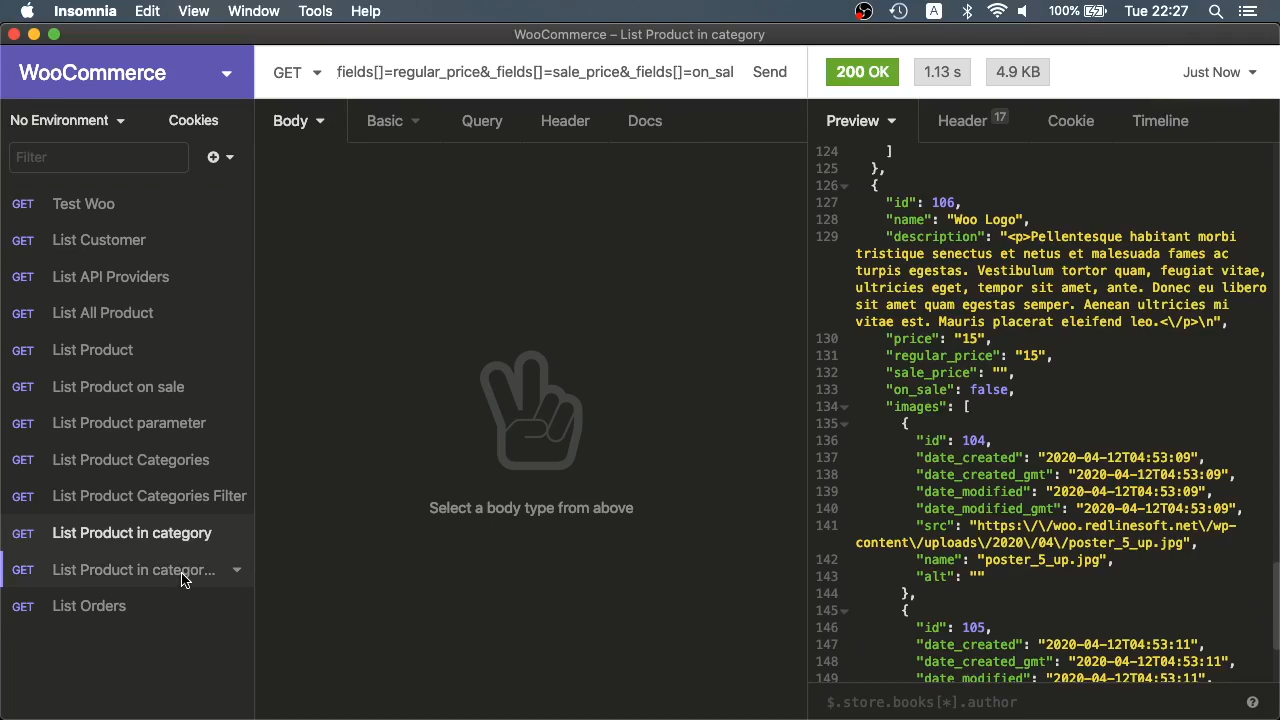 Insomnia Edit View Window Tools Help
A 100% Tue 22:27
WooCommerce – List Product in category
WooCommerce
GET fields[]=regular_price&_fields[]=sale_price&_fields[]=on_sal Send
200 OK 1.13 s 4.9 KB Just Now
No Environment Cookies
Body Basic Query Header Docs
Preview Header 17 Cookie Timeline
Filter
GET Test Woo
GET List Customer
GET List API Providers
GET List All Product
GET List Product
GET List Product on sale
GET List Product parameter
GET List Product Categories
GET List Product Categories Filter
GET List Product in category
GET List Product in categor...
GET List Orders
Select a body type from above
124 ]
125 },
126 {
127 "id": 106,
128 "name": "Woo Logo",
129 "description": "<p>Pellentesque habitant morbi
tristique senectus et netus et malesuada fames ac
turpis egestas. Vestibulum tortor quam, feugiat vitae,
ultricies eget, tempor sit amet, ante. Donec eu libero
sit amet quam egestas semper. Aenean ultricies mi
vitae est. Mauris placerat eleifend leo.<\/p>\n",
130 "price": "15",
131 "regular_price": "15",
132 "sale_price": "",
133 "on_sale": false,
134 "images": [
135 {
136 "id": 104,
137 "date_created": "2020-04-12T04:53:09",
138 "date_created_gmt": "2020-04-12T04:53:09",
139 "date_modified": "2020-04-12T04:53:09",
140 "date_modified_gmt": "2020-04-12T04:53:09",
141 "src": "https:\/\/woo.redlinesoft.net\/wp-
content\/uploads\/2020\/04\/poster_5_up.jpg",
142 "name": "poster_5_up.jpg",
143 "alt": ""
144 },
145 {
146 "id": 105,
147 "date_created": "2020-04-12T04:53:11",
148 "date_created_gmt": "2020-04-12T04:53:11",
149 "date_modified": "2020-04-12T04:53:11",
$.store.books[*].author